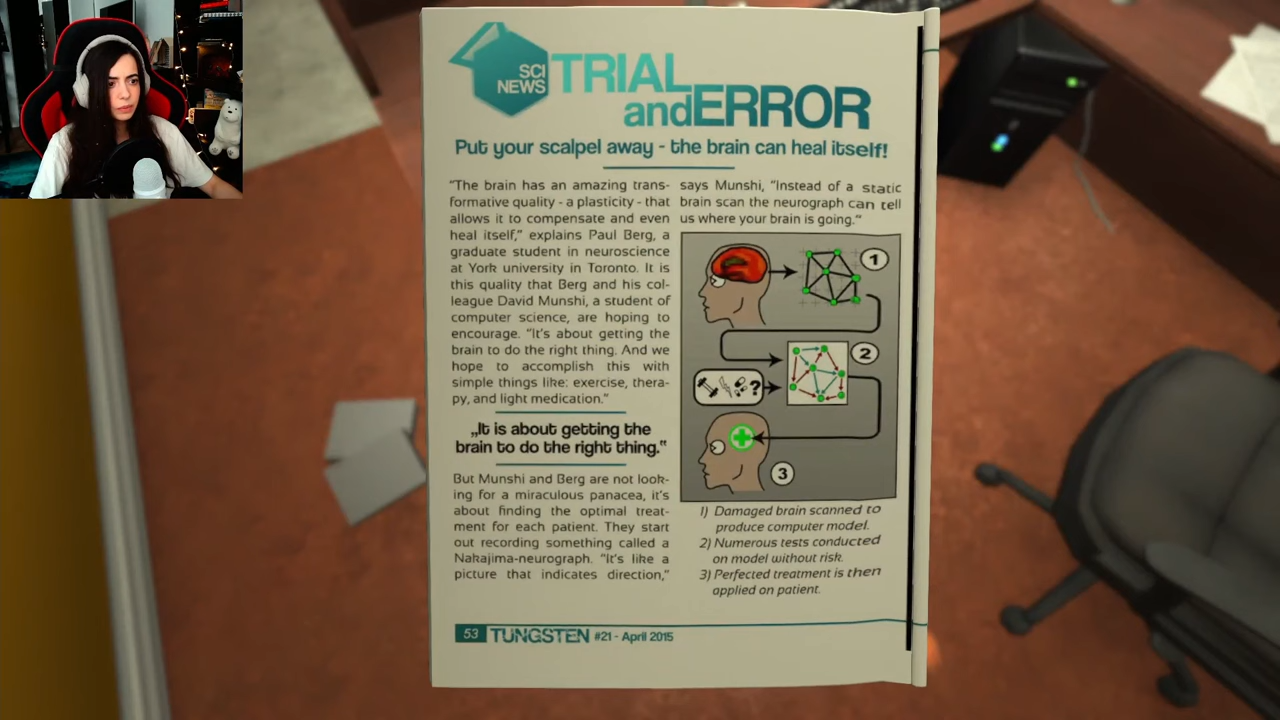 SCI
NEWS
TRIAL
andERROR
Put your scalpel away - the brain can heal itself!
"The brain has an amazing trans-
formative quality - a plasticity - that
allows it to compensate and even
heal itself," explains Paul Berg, a
graduate student in neuroscience
at York university in Toronto. It is
this quality that Berg and his col-
league David Munshi, a student of
computer science, are hoping to
encourage. "It's about getting the
brain to do the right thing. And we
hope to accomplish this with
simple things like: exercise, thera-
py, and light medication."
„It is about getting the
brain to do the right thing."
But Munshi and Berg are not look-
ing for a miraculous panacea, it's
about finding the optimal treat-
ment for each patient. They start
out recording something called a
Nakajima-neurograph. "It's like a
picture that indicates direction,"
says Munshi, "Instead of a static
brain scan the neurograph can tell
us where your brain is going."
1
2
?
3
1) Damaged brain scanned to
produce computer model.
2) Numerous tests conducted
on model without risk.
3) Perfected treatment is then
applied on patient.
53 TUNGSTEN #21 - April 2015